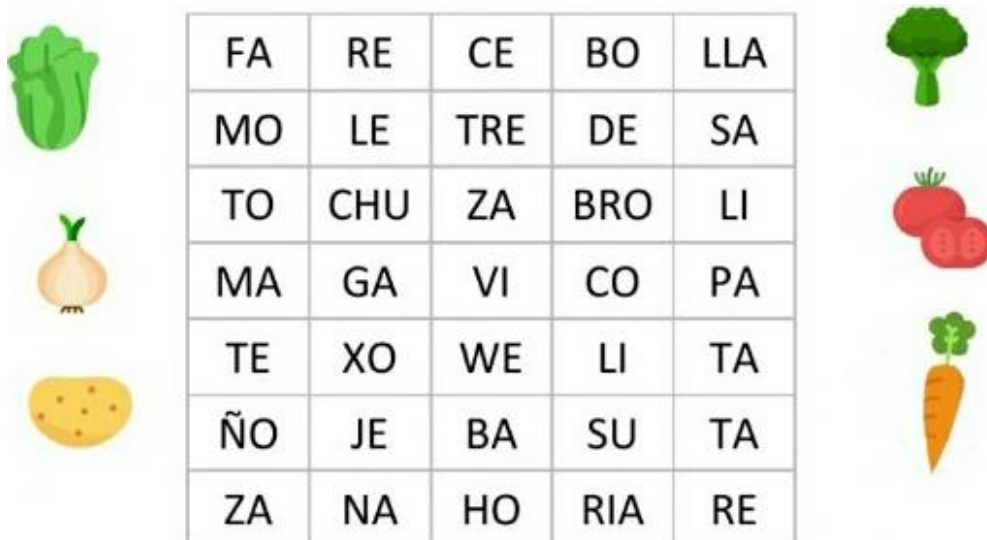 FA RE CE BO LLA
MO LE TRE DE SA
TO CHU ZA BRO LI
MA GA VI CO PA
TE XO WE LI TA
ÑO JE BA SU TA
ZA NA HO RIA RE